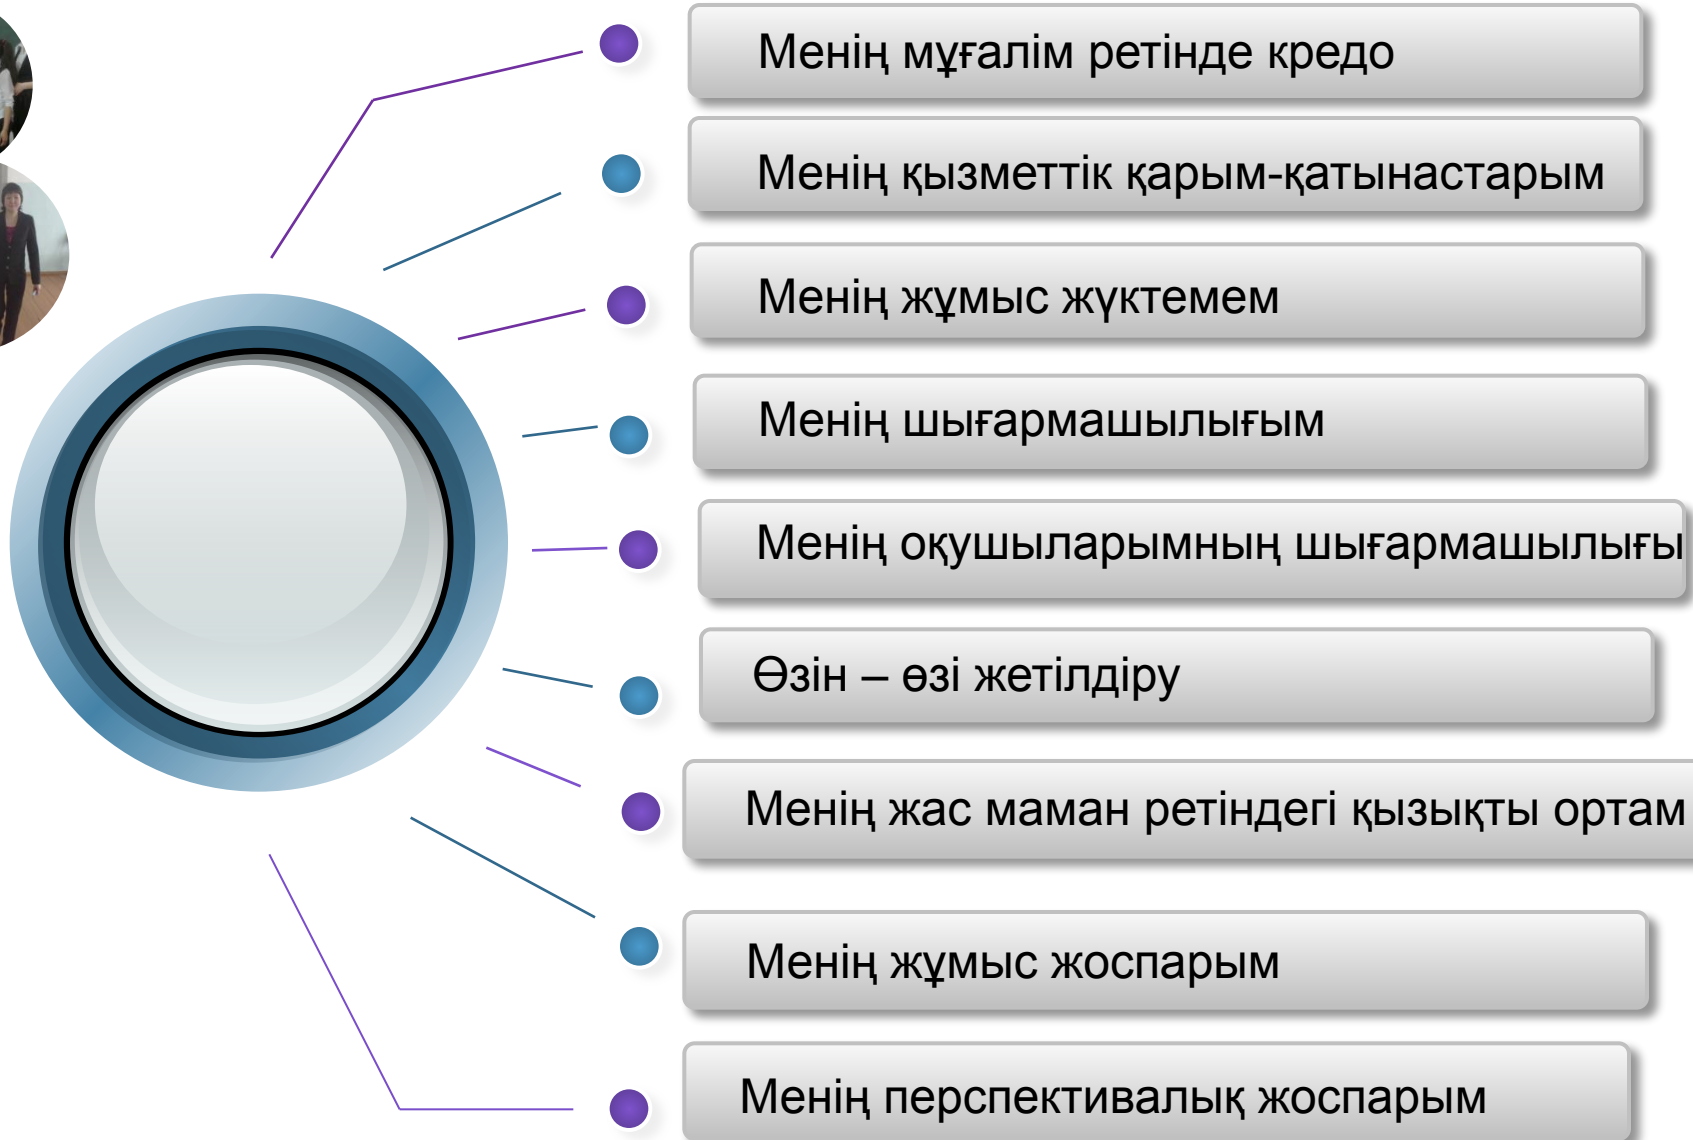 Менің мұғалім ретінде кредо
Менің қызметтік қарым-қатынастарым
Менің жұмыс жүктемем
Менің шығармашылығым
Менің оқушыларымның шығармашылығы
Өзін – өзі жетілдіру
Менің жас маман ретіндегі қызықты ортам
Менің жұмыс жоспарым
Менің перспективалық жоспарым